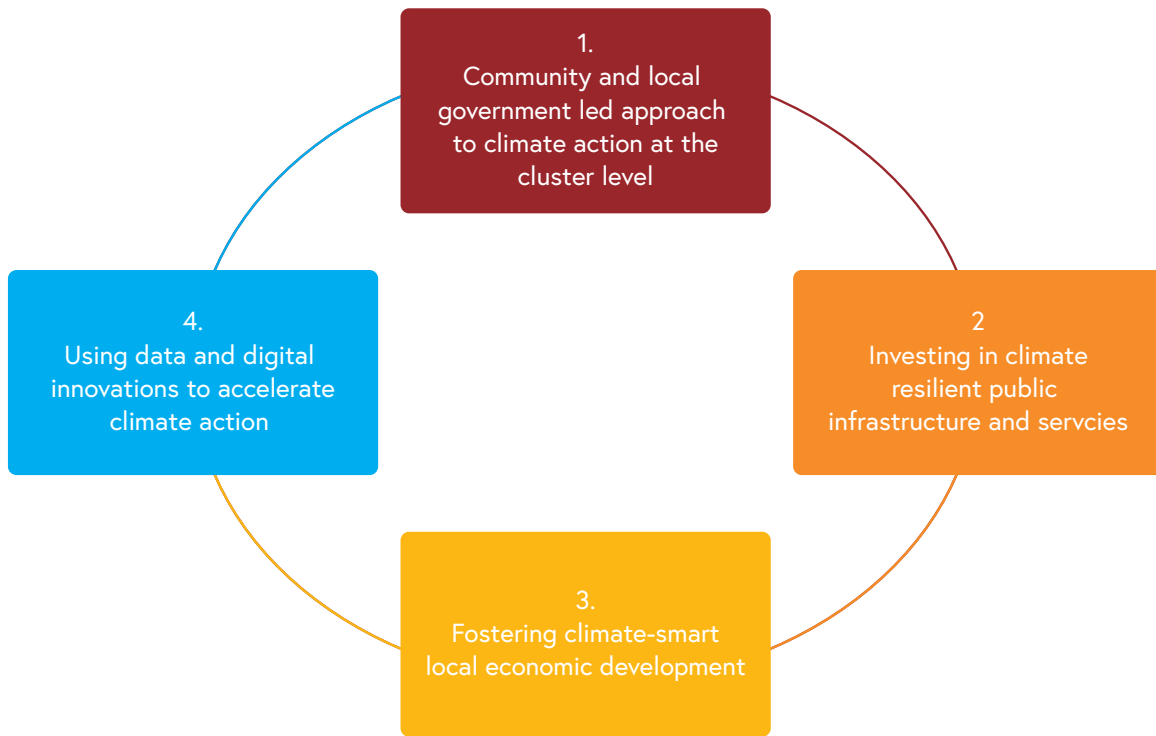 1.
Community and local
government led approach
to climate action at the
cluster level
2
Investing in climate
resilient public
infrastructure and servcies
3.
Fostering climate-smart
local economic development
4.
Using data and digital
innovations to accelerate
climate action